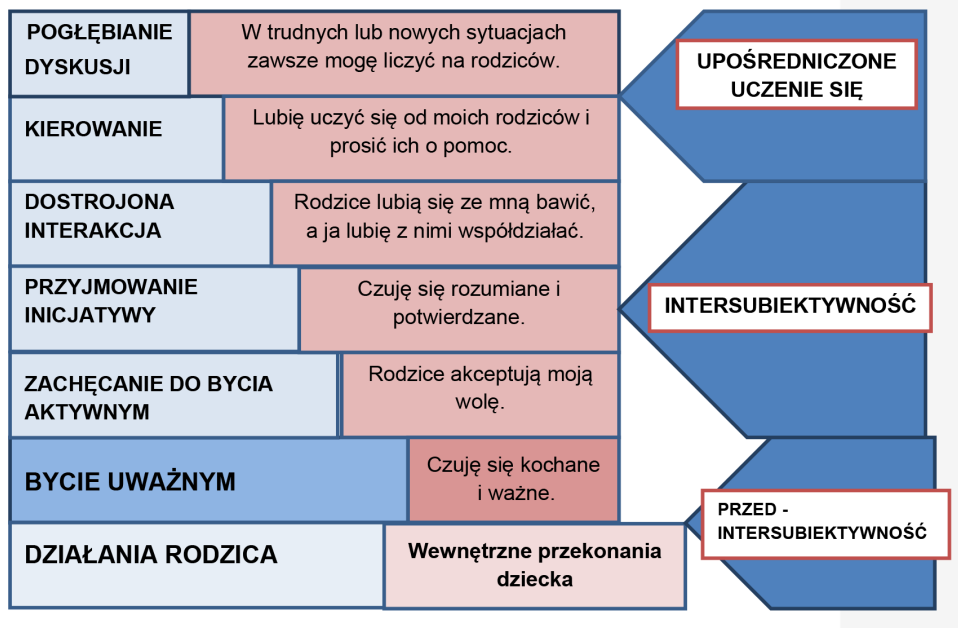 POGŁĘBIANIE
DYSKUSJI
W trudnych lub nowych sytuacjach
zawsze mogę liczyć na rodziców.
UPOŚREDNICZONE
UCZENIE SIĘ
KIEROWANIE
Lubię uczyć się od moich rodziców i
prosić ich o pomoc.
DOSTROJONA
INTERAKCJA
Rodzice lubią się ze mną bawić,
a ja lubię z nimi współdziałać.
PRZYJMOWANIE
INICJATYWY
Czuję się rozumiane i
potwierdzane.
INTERSUBIEKTYWNOŚĆ
ZACHĘCANIE DO BYCIA
AKTYWNYM
Rodzice akceptują moją
wolę.
BYCIE UWAŻNYM
Czuję się kochane
i ważne.
PRZED -
INTERSUBIEKTYWNOŚĆ
DZIAŁANIA RODZICA
Wewnętrzne przekonania
dziecka